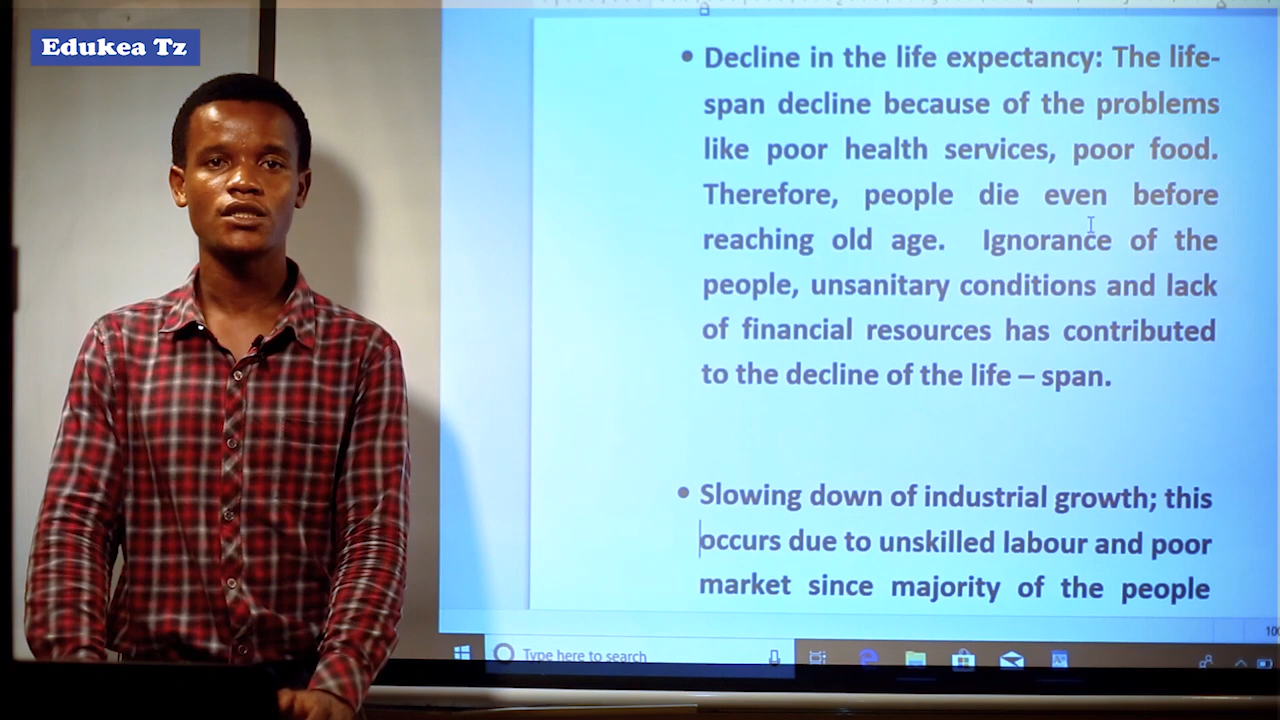 Edukea Tz
• Decline in the life expectancy: The life-
span decline because of the problems
like poor health services, poor food.
Therefore, people die even before
reaching old age. Ignorance of the
people, unsanitary conditions and lack
of financial resources has contributed
to the decline of the life – span.
• Slowing down of industrial growth; this
occurs due to unskilled labour and poor
market since majority of the people
100
Type here to search